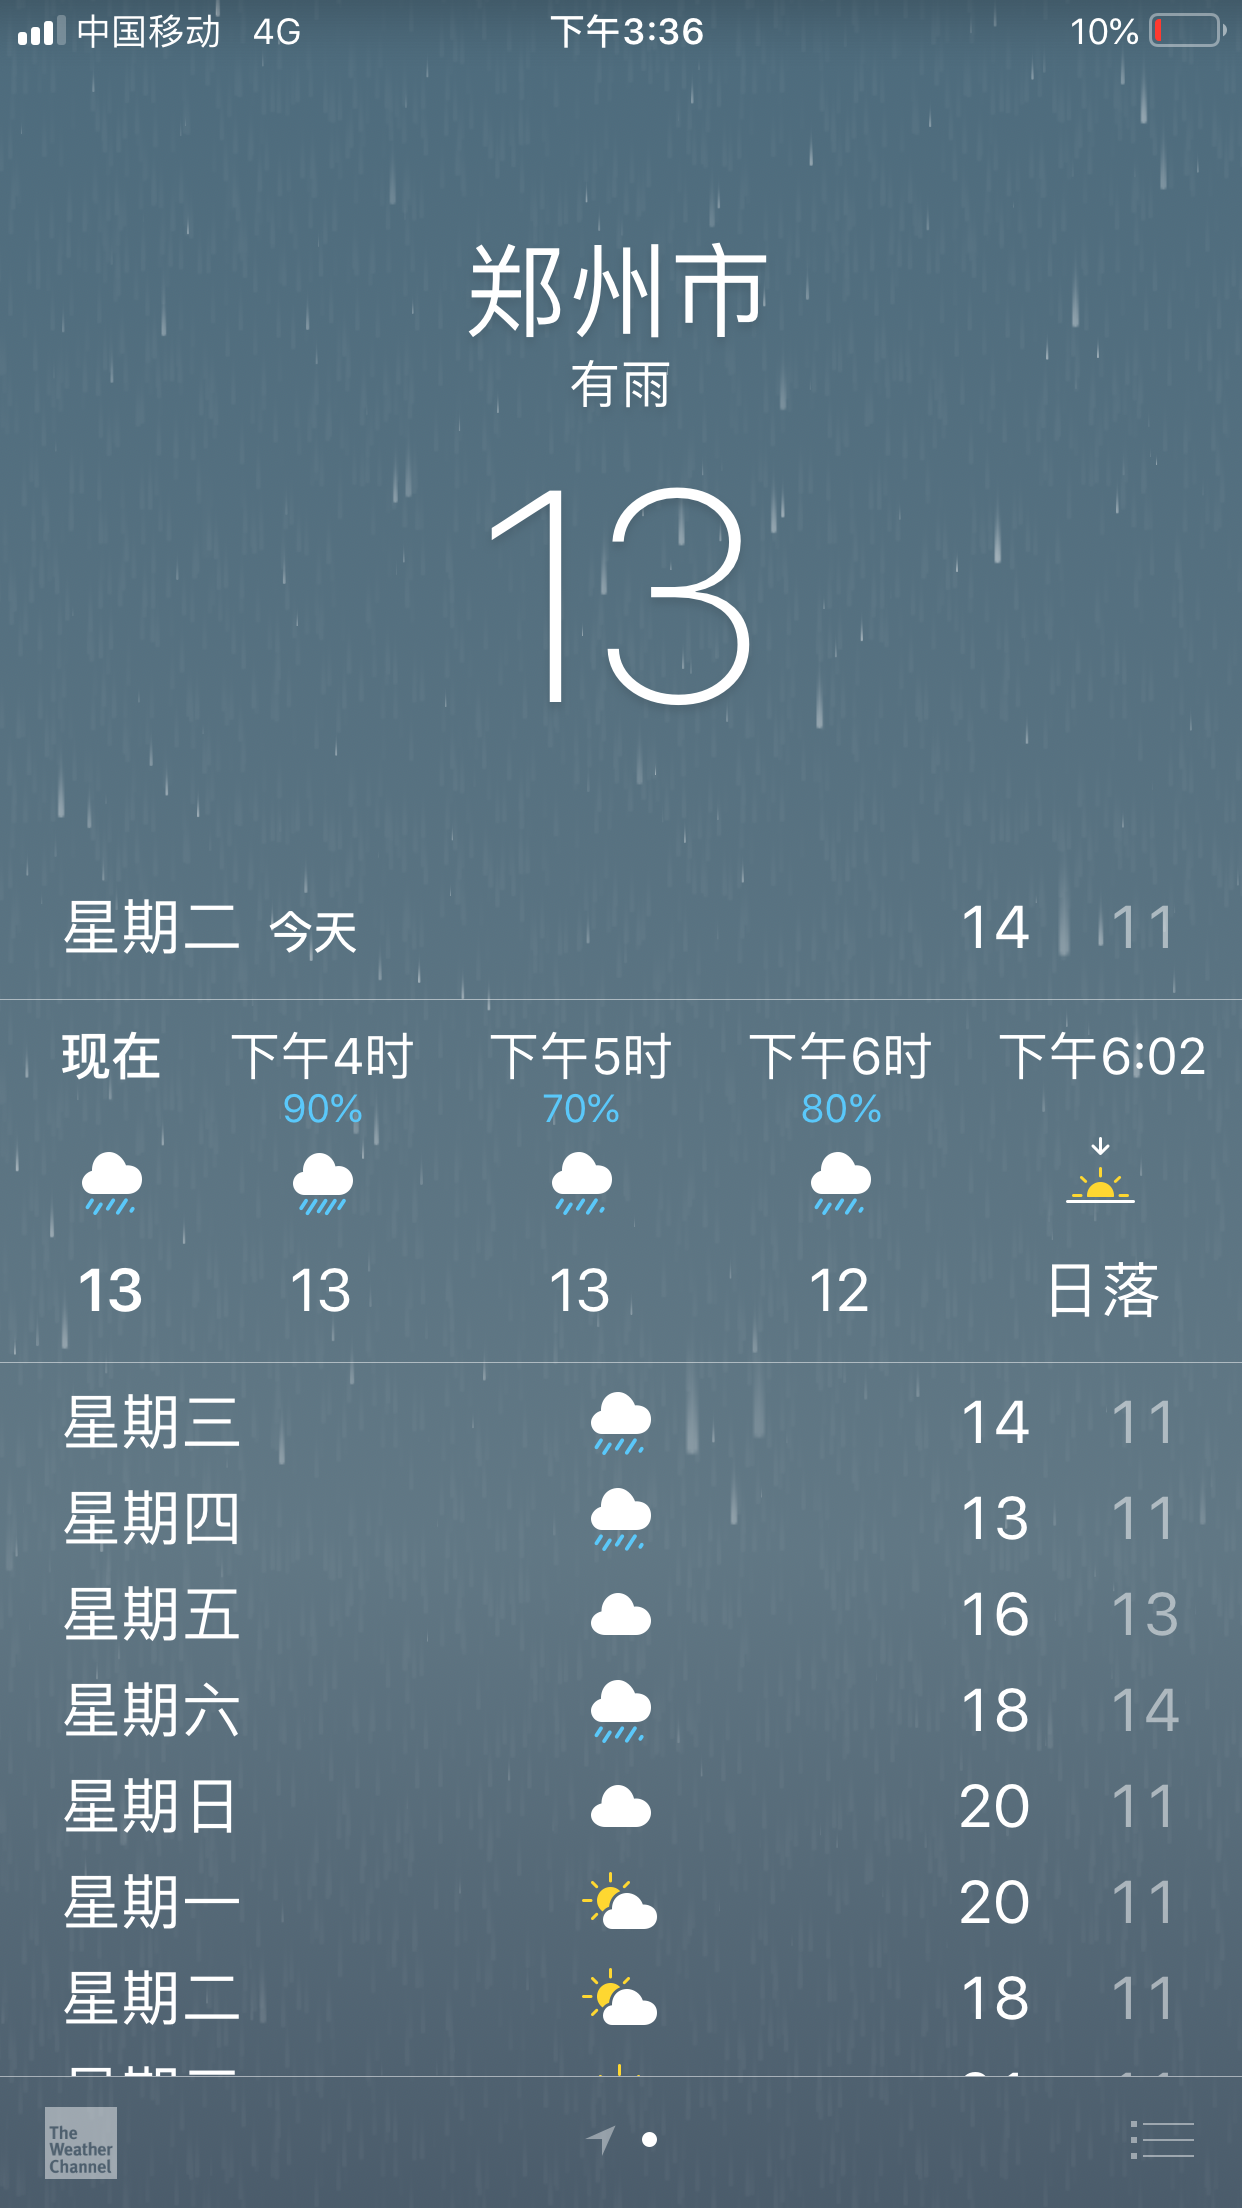 中国移动 4G 下午3:36 10%
郑州市
有雨
13
星期二 今天 14 11
现在 下午4时 下午5时 下午6时 下午6:02
90% 70% 80%
13 13 13 12 日落
星期三 14 11
星期四 13 11
星期五 16 13
星期六 18 14
星期日 20 11
星期一 20 11
星期二 18 11
The
Weather
Channel